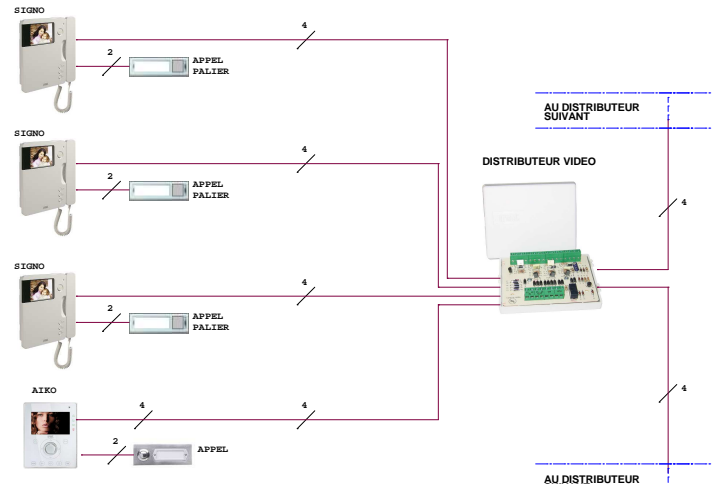 SIGNO
4
2
APPEL
PALIER
AU DISTRIBUTEUR
SUIVANT
SIGNO
4
DISTRIBUTEUR VIDEO
2
APPEL
PALIER
4
SIGNO
4
2
APPEL
PALIER
AIKO
4
4
4
2
APPEL
AU DISTRIBUTEUR